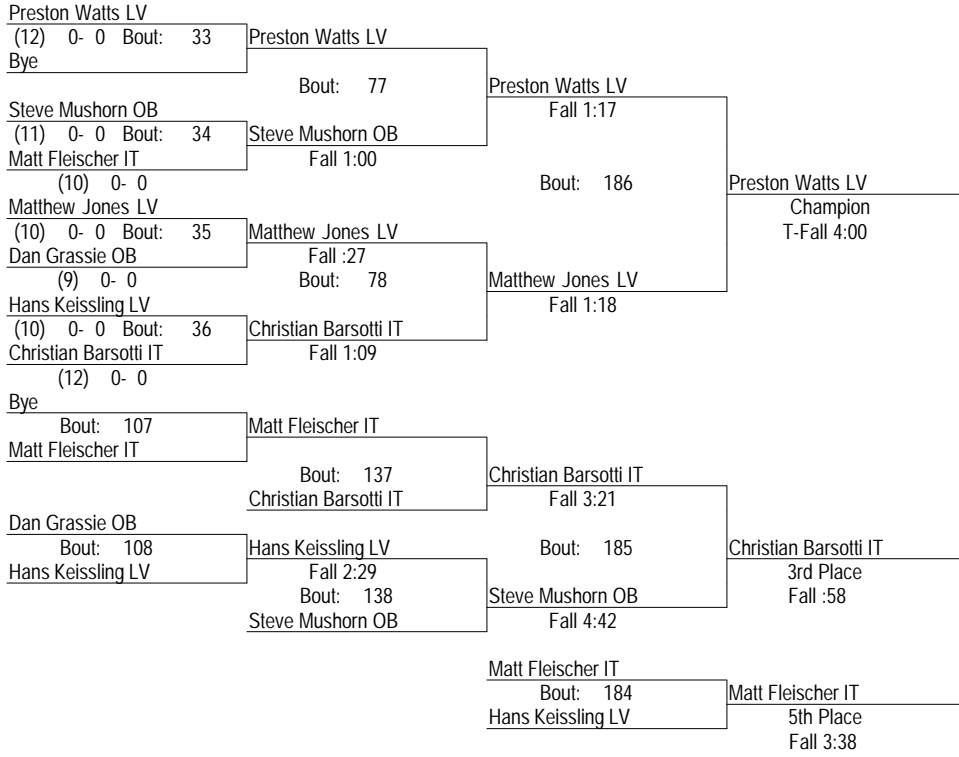 Preston Watts LV
(12) 0- 0 Bout: 33 Preston Watts LV
Bye
Bout: 77 Preston Watts LV
Steve Mushorn OB Fall 1:17
(11) 0- 0 Bout: 34 Steve Mushorn OB
Matt Fleischer IT Fall 1:00
(10) 0- 0 Bout: 186 Preston Watts LV
Matthew Jones LV Champion
(10) 0- 0 Bout: 35 Matthew Jones LV T-Fall 4:00
Dan Grassie OB Fall :27
(9) 0- 0 Bout: 78 Matthew Jones LV
Hans Keissling LV Fall 1:18
(10) 0- 0 Bout: 36 Christian Barsotti IT
Christian Barsotti IT Fall 1:09
(12) 0- 0
Bye
Bout: 107 Matt Fleischer IT
Matt Fleischer IT
Bout: 137 Christian Barsotti IT
Christian Barsotti IT Fall 3:21
Dan Grassie OB
Bout: 108 Hans Keissling LV Bout: 185 Christian Barsotti IT
Hans Keissling LV Fall 2:29 3rd Place
Bout: 138 Steve Mushorn OB Fall :58
Steve Mushorn OB Fall 4:42
Matt Fleischer IT
Bout: 184 Matt Fleischer IT
Hans Keissling LV 5th Place
Fall 3:38